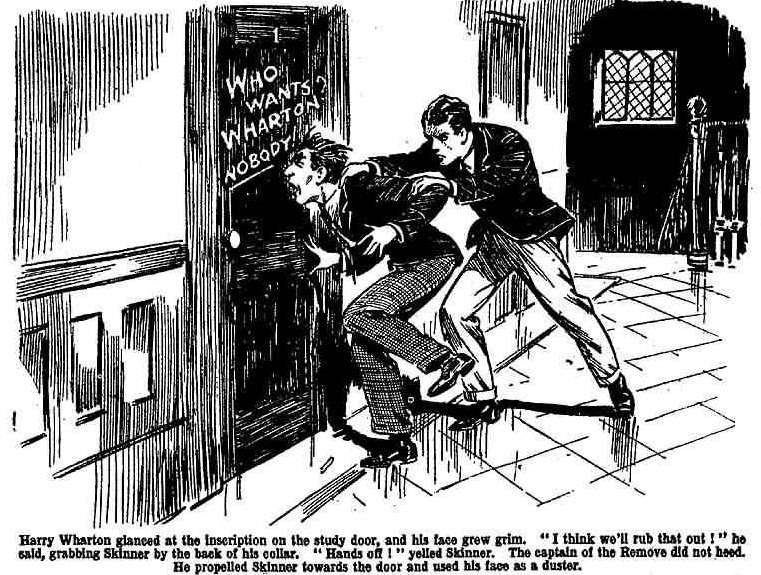 1
WHO
WANTS?
WHARTON
NOBODY!
Harry Wharton glanced at the inscription on the study door, and his face grew grim. "I think we'll rub that out!" he
said, grabbing Skinner by the back of his collar. "Hands off!" yelled Skinner. The captain of the Remove did not heed.
He propelled Skinner towards the door and used his face as a duster.